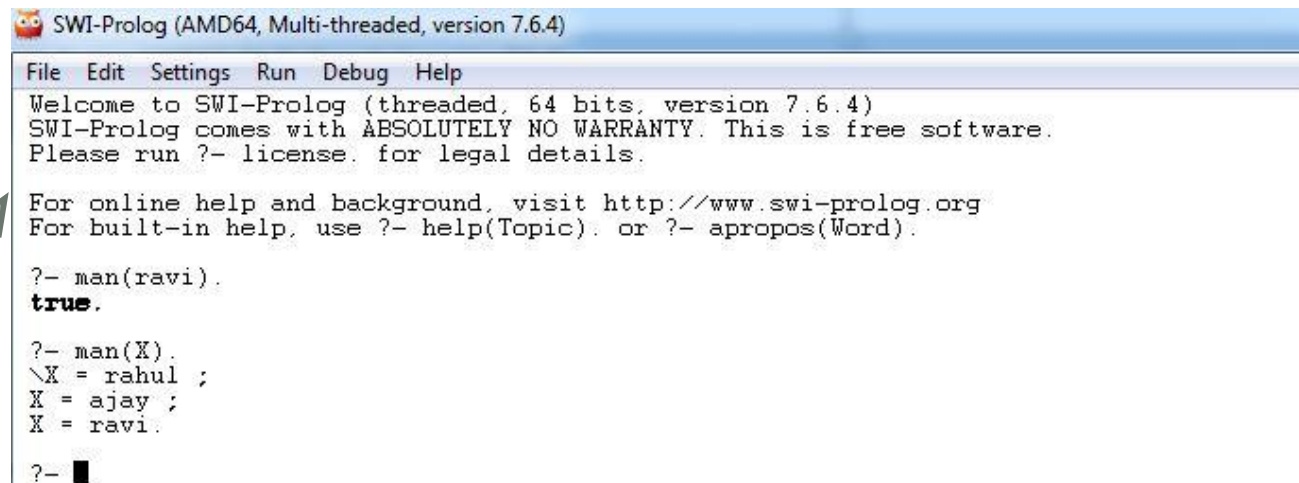 SWI-Prolog (AMD64, Multi-threaded, version 7.6.4)
File Edit Settings Run Debug Help
Welcome to SWI-Prolog (threaded, 64 bits, version 7.6.4)
SWI-Prolog comes with ABSOLUTELY NO WARRANTY. This is free software.
Please run ?- license. for legal details.
For online help and background, visit http://www.swi-prolog.org
For built-in help, use ?- help(Topic). or ?- apropos(Word).
?- man(ravi).
true.
?- man(X).
\X = rahul ;
X = ajay ;
X = ravi.
?-